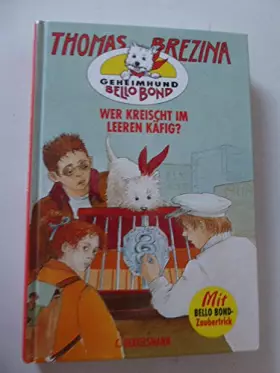 THOMAS BREZINA
GEHEIMHUND
BELLO BOND
WER KREISCHT IM
LEEREN KÄFIG?
Mit
BELLO BOND-
Zaubertrick
C. BERTELSMANN